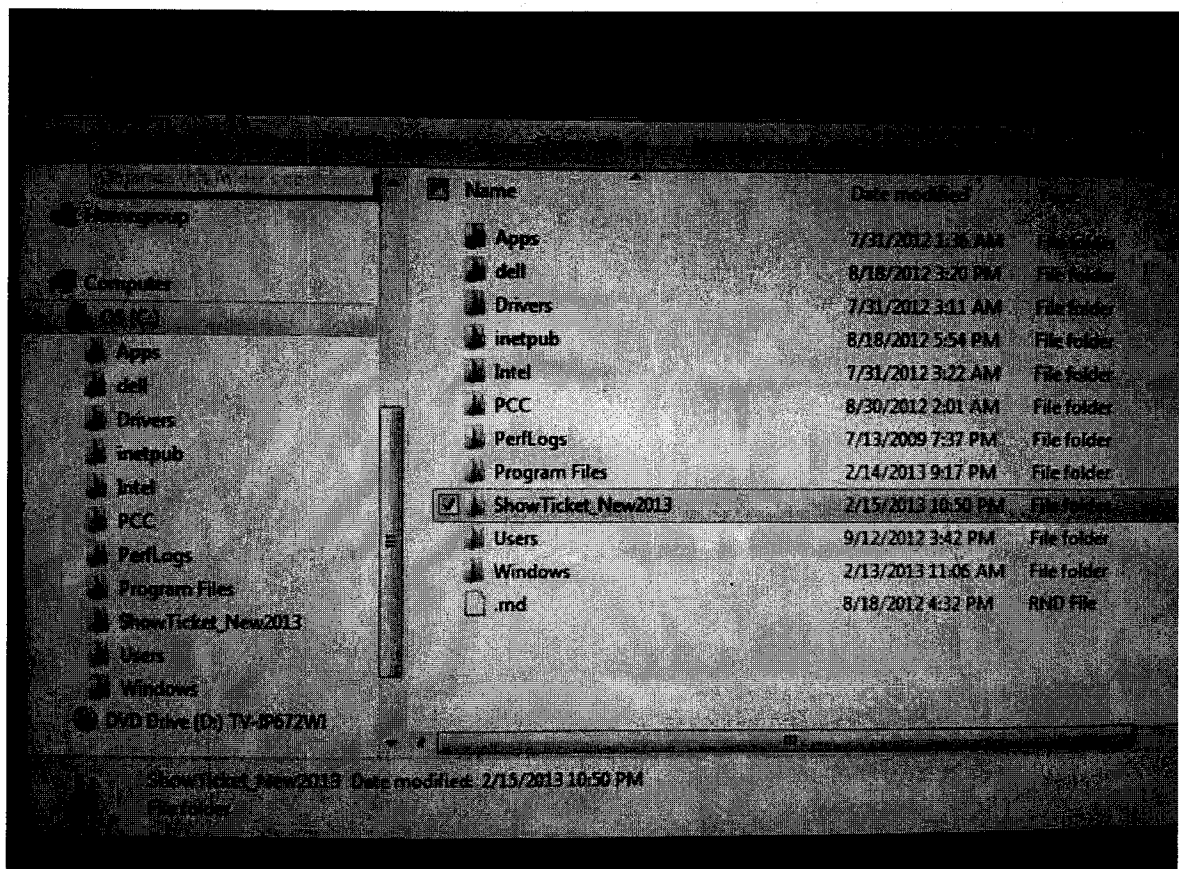 Name Date modified
Homegroup
Computer
OS (C:)
Apps
dell
Drivers
inetpub
Intel
PCC
PerfLogs
Program Files
ShowTicket_New2013
Users
Windows
DVD Drive (D:) TV-IP672WI
Apps 7/31/2012 1:36 AM File folder
dell 8/18/2012 3:20 PM File folder
Drivers 7/31/2012 3:11 AM File folder
inetpub 8/18/2012 5:54 PM File folder
Intel 7/31/2012 3:22 AM File folder
PCC 8/30/2012 2:01 AM File folder
PerfLogs 7/13/2009 7:37 PM File folder
Program Files 2/14/2013 9:17 PM File folder
ShowTicket_New2013 2/15/2013 10:50 PM File folder
Users 9/12/2012 3:42 PM File folder
Windows 2/13/2013 11:06 AM File folder
.rnd 8/18/2012 4:32 PM RND File
ShowTicket_New2013 Date modified: 2/15/2013 10:50 PM
File folder